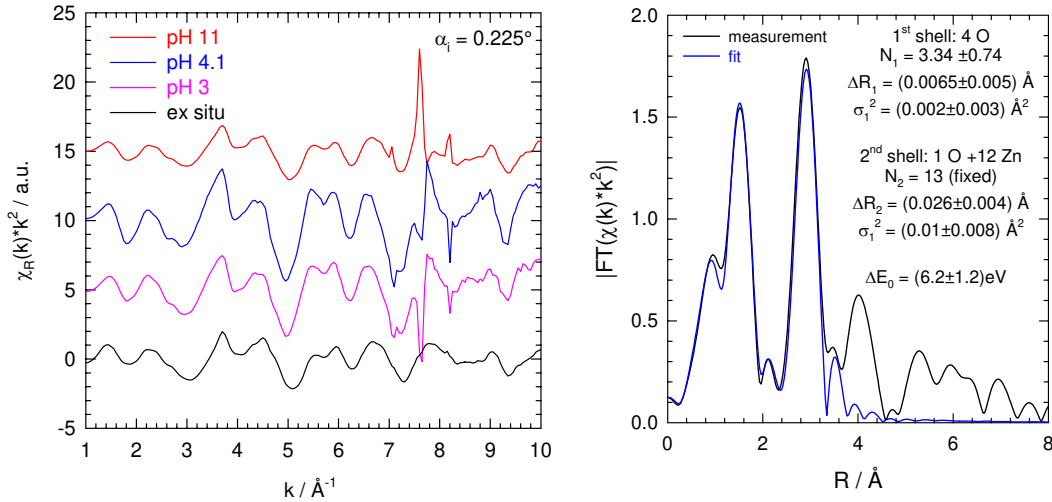 25
20
15
10
5
0
-5
χR(k)*k² / a.u.
pH 11
pH 4.1
pH 3
ex situ
αi = 0.225°
1 2 3 4 5 6 7 8 9 10
k / Å⁻¹
2.0
1.5
1.0
0.5
0.0
|FT(χ(k)*k²)|
measurement
fit
1st shell: 4 O
N₁ = 3.34 ±0.74
ΔR₁ = (0.0065±0.005) Å
σ₁² = (0.002±0.003) Å²
2nd shell: 1 O +12 Zn
N₂ = 13 (fixed)
ΔR₂ = (0.026±0.004) Å
σ₁² = (0.01±0.008) Å²
ΔE₀ = (6.2±1.2)eV
0 2 4 6 8
R / Å